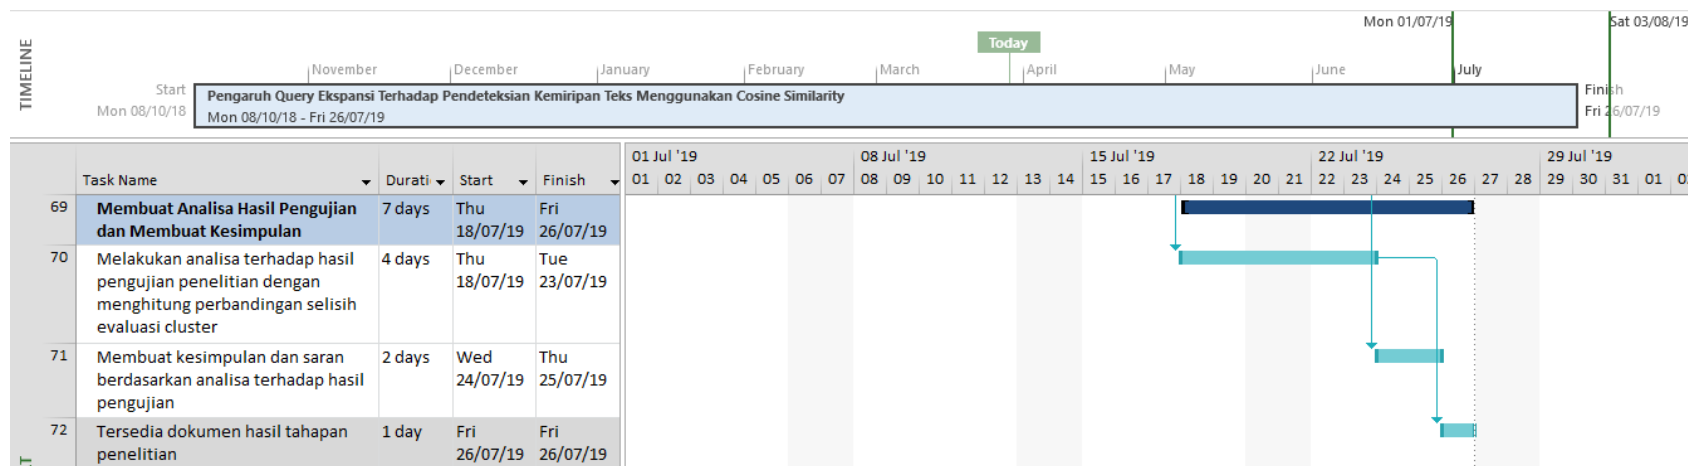 Mon 01/07/19
Sat 03/08/19
Today
TIMELINE
November December January February March April May June July
Start
Mon 08/10/18
Pengaruh Query Ekspansi Terhadap Pendeteksian Kemiripan Teks Menggunakan Cosine Similarity
Mon 08/10/18 - Fri 26/07/19
Finish
Fri 26/07/19
01 Jul '19 08 Jul '19 15 Jul '19 22 Jul '19 29 Jul '19
Task Name Start Finish
01 02 03 04 05 06 07 08 09 10 11 12 13 14 15 16 17 18 19 20 21 22 23 24 25 26 27 28 29 30 31 01
69 Membuat Analisa Hasil Pengujian 7 days Thu Fri
dan Membuat Kesimpulan 18/07/19 26/07/19
70 Melakukan analisa terhadap hasil 4 days Thu Tue
pengujian penelitian dengan 18/07/19 23/07/19
menghitung perbandingan selisih
evaluasi cluster
71 Membuat kesimpulan dan saran 2 days Wed Thu
berdasarkan analisa terhadap hasil 24/07/19 25/07/19
pengujian
72 Tersedia dokumen hasil tahapan 1 day Fri Fri
penelitian 26/07/19 26/07/19